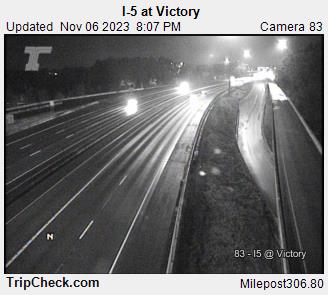 I-5 at Victory
Updated Nov 06 2023 8:07 PM Camera 83
T
N
83 - I5 @ Victory
TripCheck.com Milepost306.80